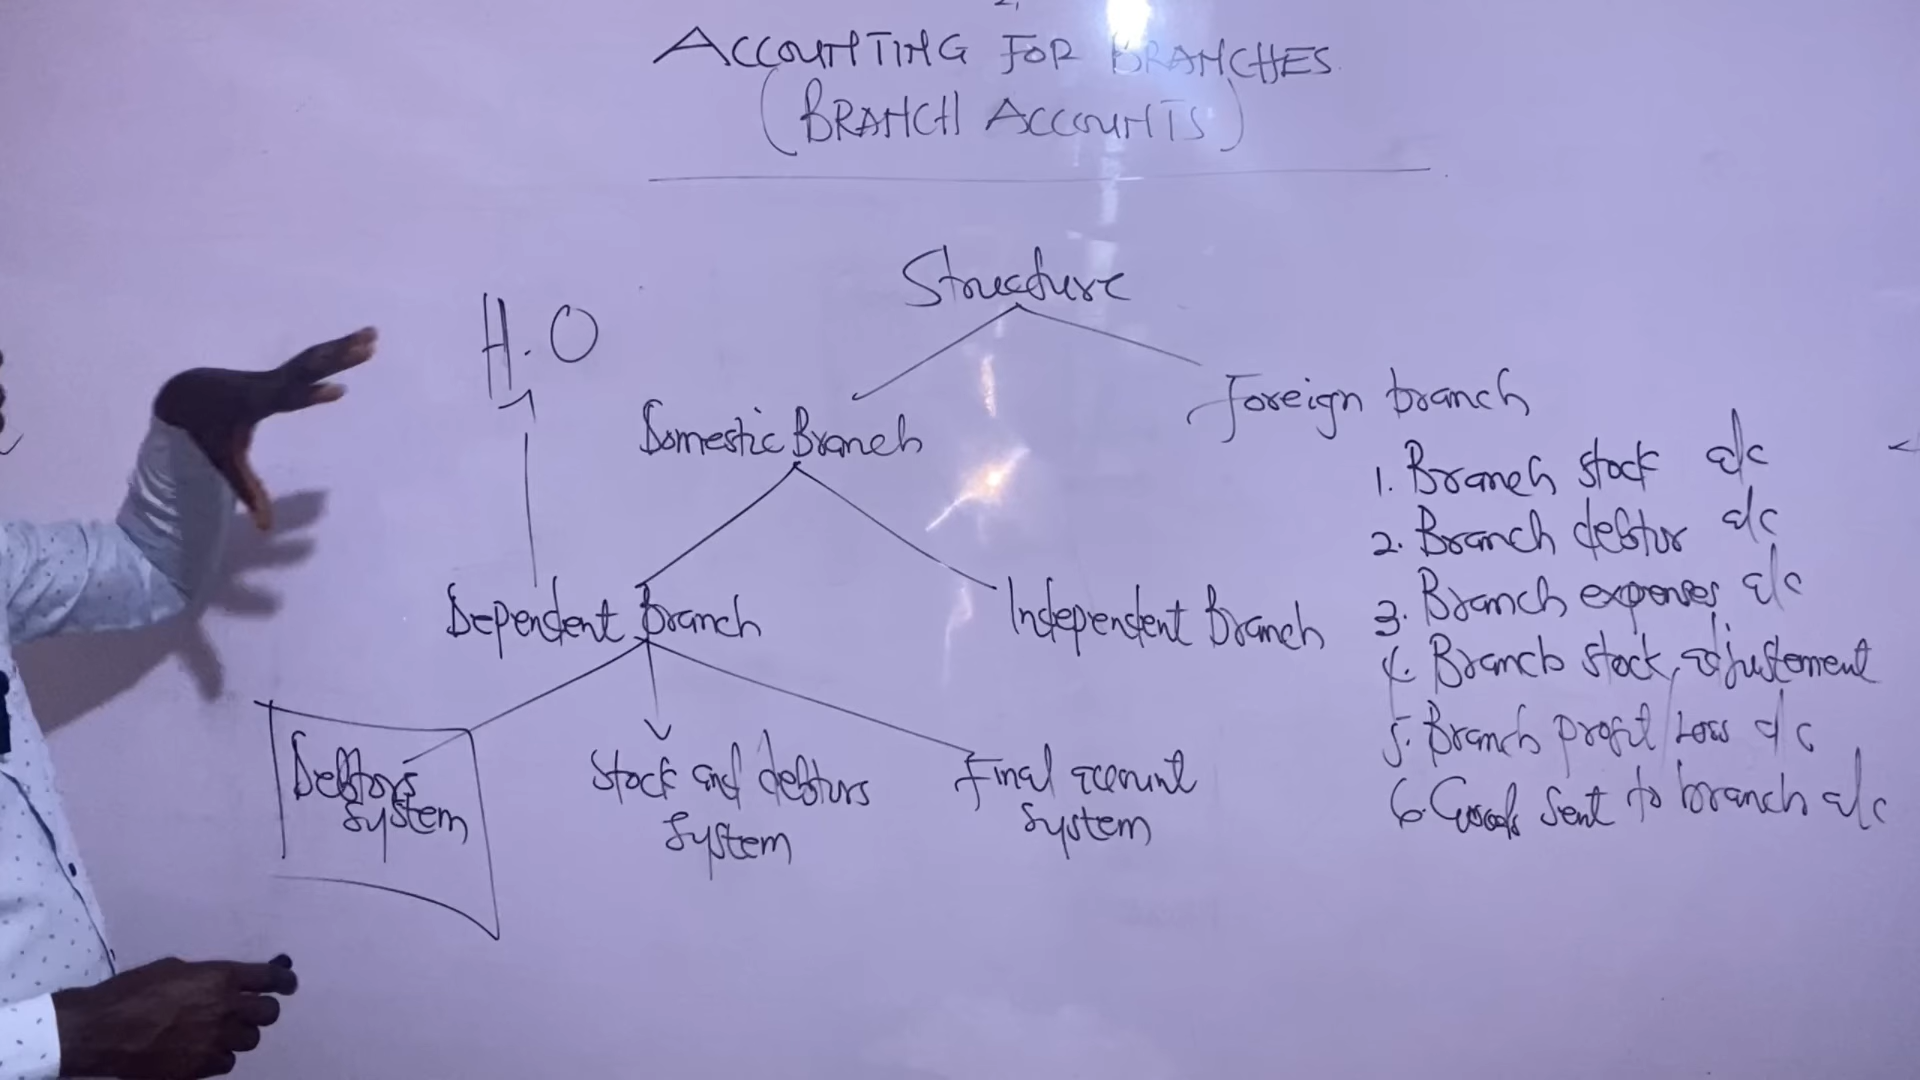 ACCOUNTING FOR BRANCHES
(BRANCH ACCOUNTS)
Structure
H.O
Domestic Branch
Foreign branch
Dependent Branch
Independent Branch
Debtors
System
Stock and debtors
System
Final account
System
1. Branch stock a/c
2. Branch debtor a/c
3. Branch expenses a/c
4. Branch stock adjustement
5. Branch profit/Loss a/c
6. Goods Sent to branch a/c